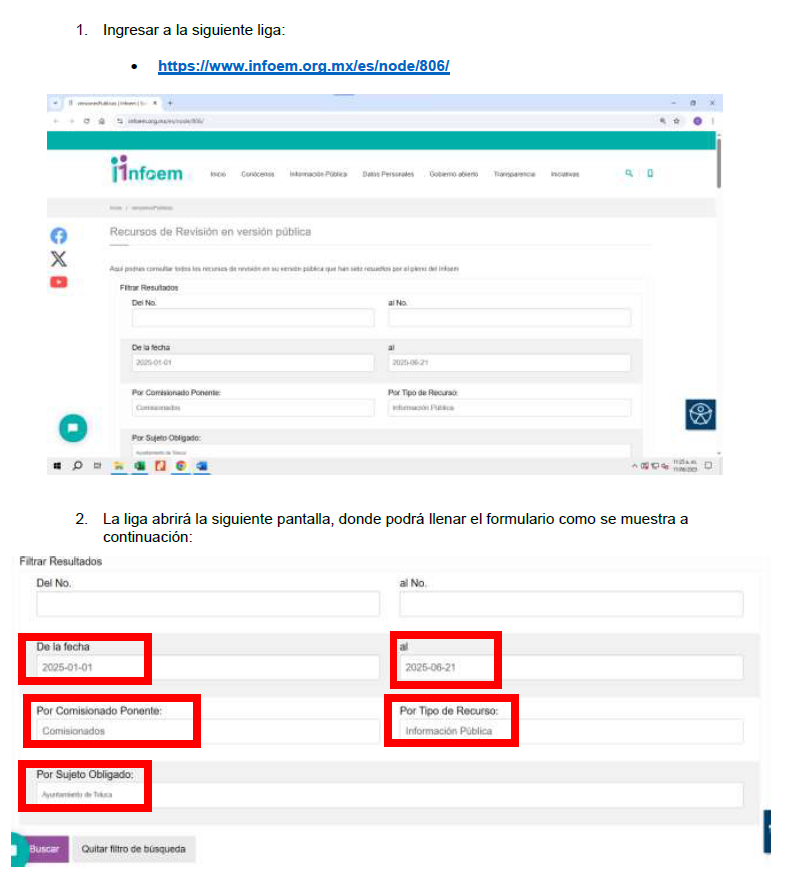 1. Ingresar a la siguiente liga:
• https://www.infoem.org.mx/es/node/806/
versionesPublicas | Infoem | S
infoem.org.mx/es/node/806/
infoem Inicio Conócenos Información Pública Datos Personales Gobierno abierto Transparencia Iniciativas
Inicio / versionesPublicas
Recursos de Revisión en versión pública
Aquí podrás consultar todos los recursos de revisión en su versión pública que han sido resueltos por el pleno del Infoem
Filtrar Resultados
Del No. al No.
De la fecha al
2025-01-01 2025-06-21
Por Comisionado Ponente: Por Tipo de Recurso:
Comisionados Información Pública
Por Sujeto Obligado:
Ayuntamiento de Toluca
11:25 a. m.
2. La liga abrirá la siguiente pantalla, donde podrá llenar el formulario como se muestra a
continuación:
Filtrar Resultados
Del No. al No.
De la fecha al
2025-01-01 2025-06-21
Por Comisionado Ponente: Por Tipo de Recurso:
Comisionados Información Pública
Por Sujeto Obligado:
Ayuntamiento de Toluca
Buscar Quitar filtro de búsqueda